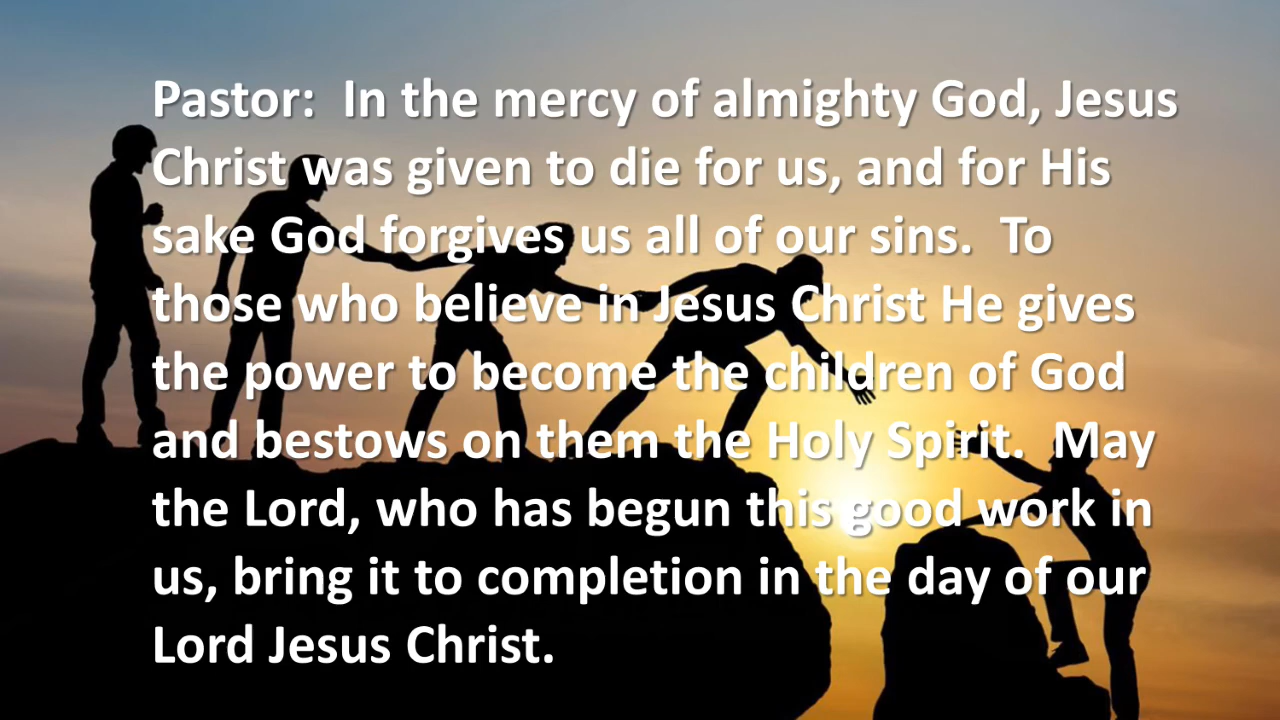 Pastor:  In the mercy of almighty God, Jesus
Christ was given to die for us, and for His
sake God forgives us all of our sins.  To
those who believe in Jesus Christ He gives
the power to become the children of God
and bestows on them the Holy Spirit.  May
the Lord, who has begun this good work in
us, bring it to completion in the day of our
Lord Jesus Christ.